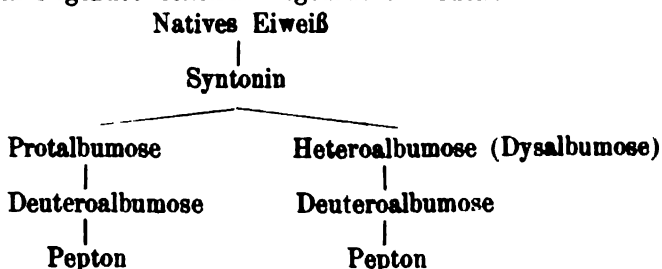 Natives Eiweiß
Syntonin
Protalbumose Heteroalbumose (Dysalbumose)
Deuteroalbumose Deuteroalbumose
Pepton Pepton